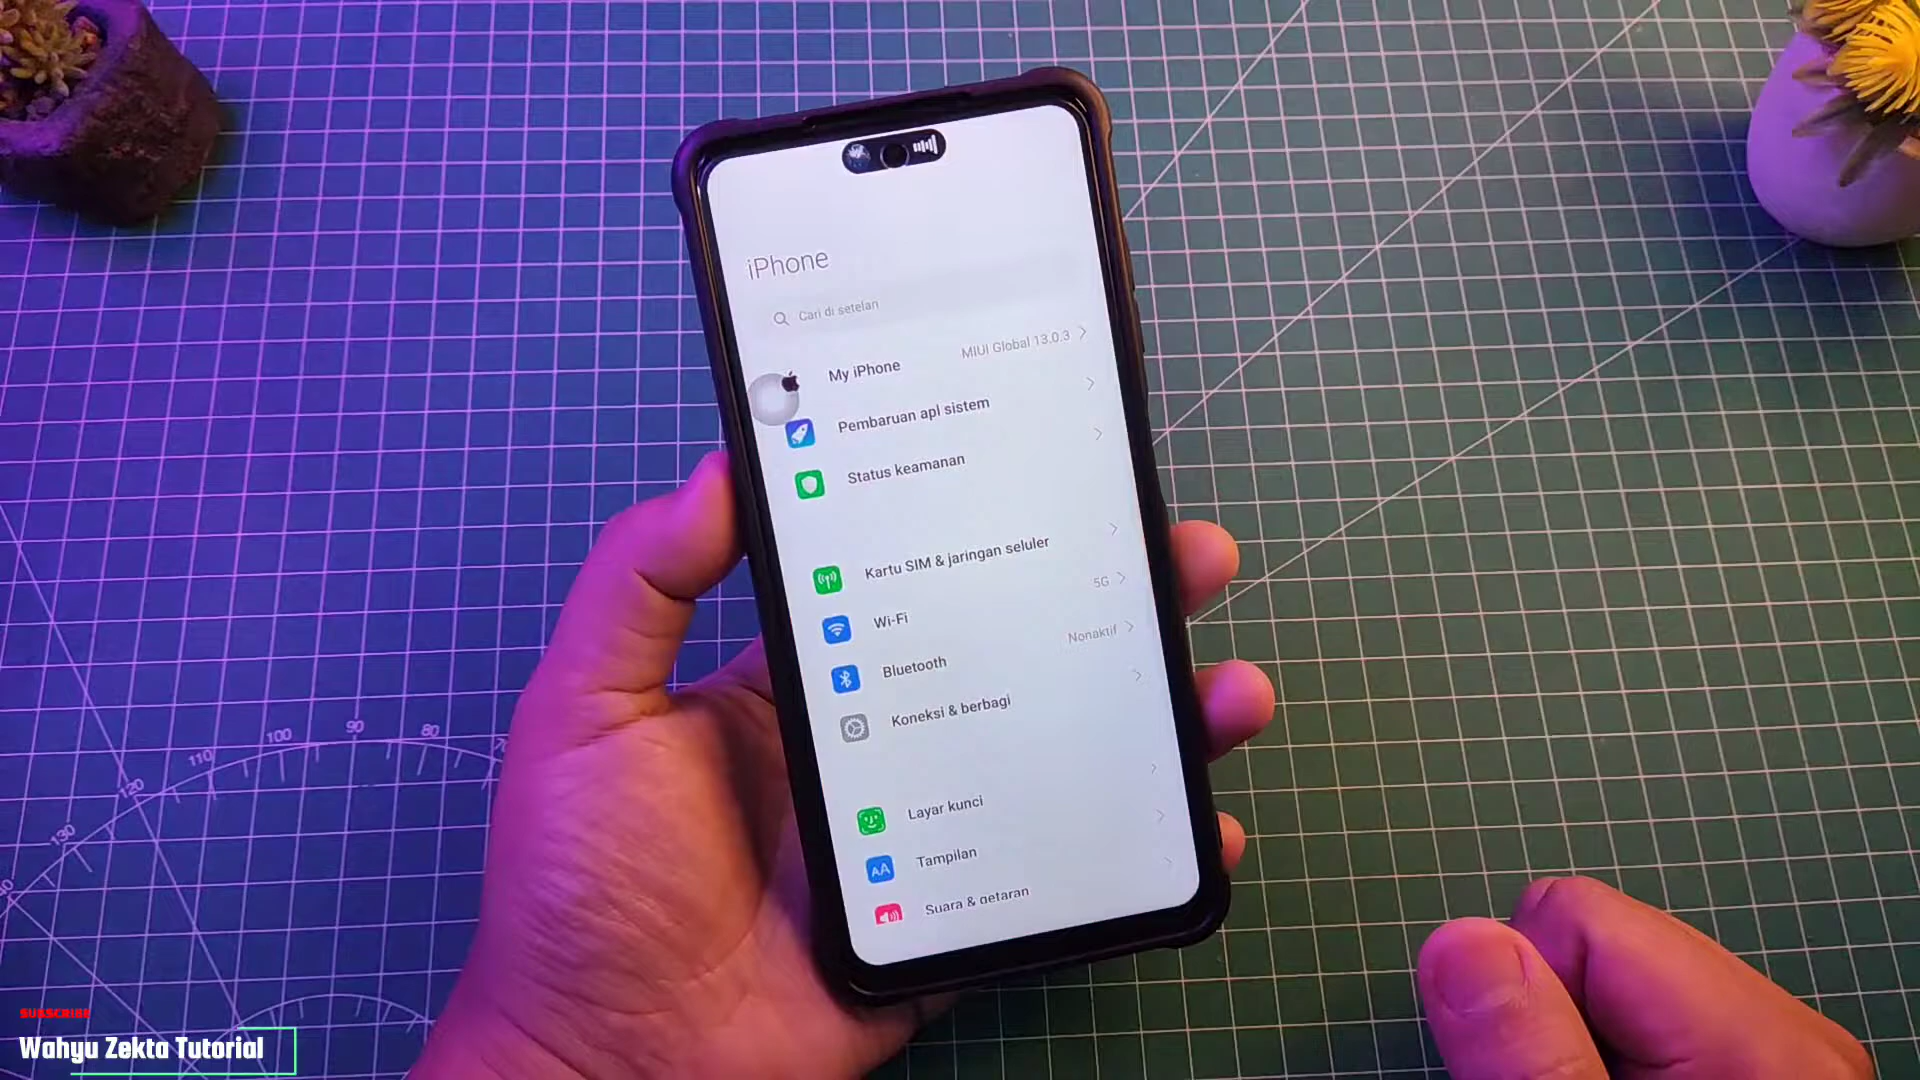 iPhone
Cari di setelan
My iPhone
MIUI Global 13.0.3
Pembaruan apl sistem
Status keamanan
Kartu SIM & jaringan seluler
Wi-Fi
5G
Bluetooth
Nonaktif
Koneksi & berbagi
Layar kunci
AA
Tampilan
Suara & getaran
130
120
110
100
90
80
SUBSCRIBE
Wahyu Zekta Tutorial